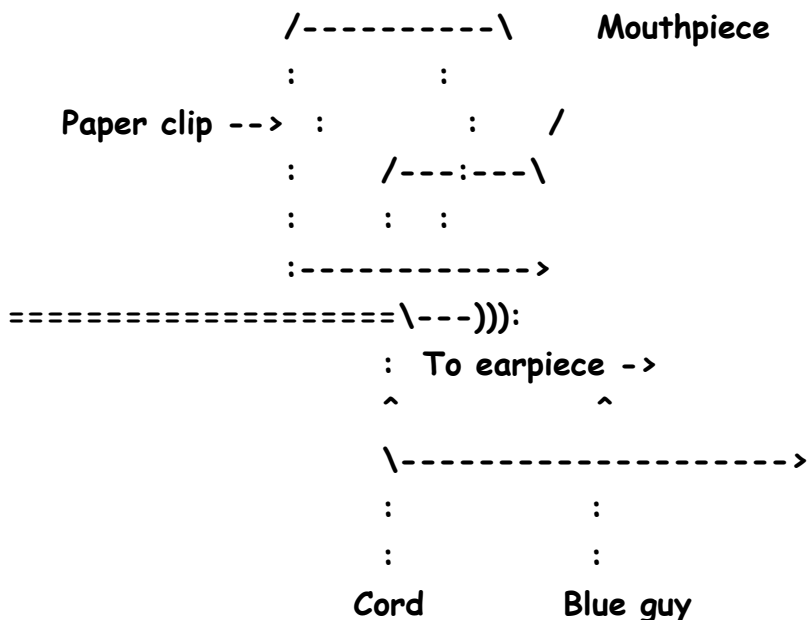 /----------\ Mouthpiece
: :
Paper clip --> : : /
: /---:---\
: : :
:------------>
====================\---))):
: To earpiece ->
^ ^
\-------------------->
: :
: :
Cord Blue guy